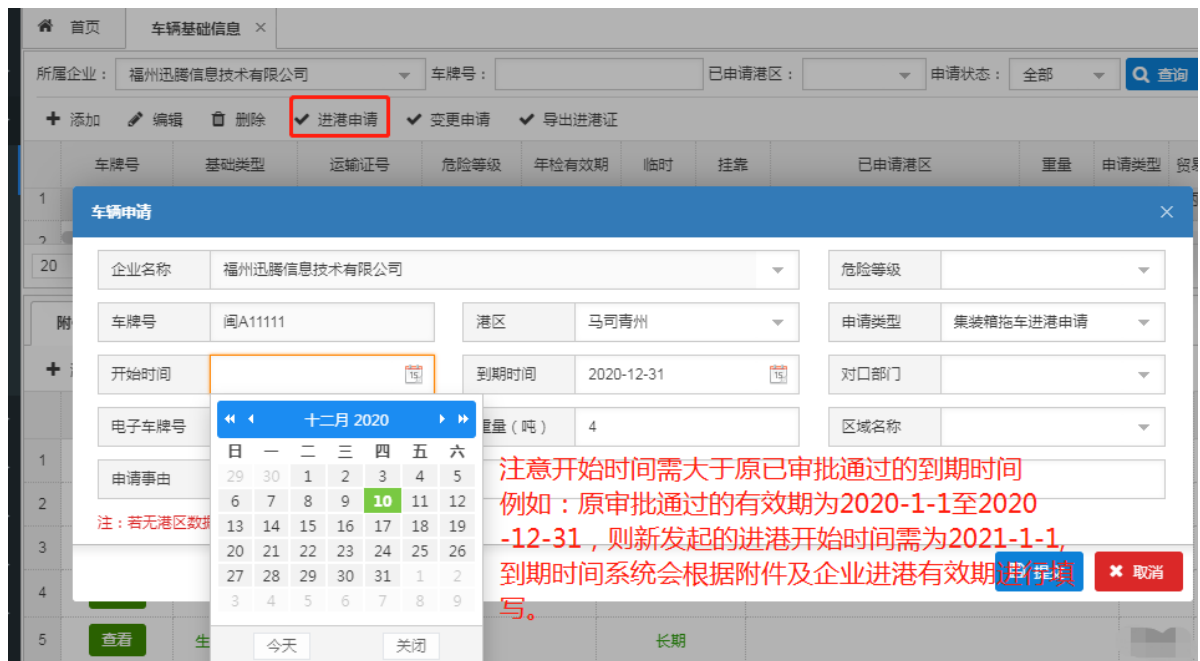 首页 车辆基础信息 ×
所属企业： 福州迅腾信息技术有限公司 车牌号： 已申请港区： 申请状态： 全部 查询
添加 编辑 删除 进港申请 变更申请 导出进港证
车牌号 基础类型 运输证号 危险等级 年检有效期 临时 挂靠 已申请港区 重量 申请类型
1
车辆申请 ×
20
企业名称 福州迅腾信息技术有限公司 危险等级
附
车牌号 闽A11111 港区 马司青州 申请类型 集装箱拖车进港申请
开始时间 15 到期时间 2020-12-31 15 对口部门
电子车牌号 重量（吨） 4 区域名称
十二月 2020
日 一 二 三 四 五 六
申请事由
29 30 1 2 3 4 5
6 7 8 9 10 11 12
13 14 15 16 17 18 19
20 21 22 23 24 25 26
27 28 29 30 31 1 2
3 4 5 6 7 8 9
今天 关闭
注：若无港区数据
注意开始时间需大于原已审批通过的到期时间
例如：原审批通过的有效期为2020-1-1至2020
-12-31，则新发起的进港开始时间需为2021-1-1,
到期时间系统会根据附件及企业进港有效期进行填
写。
提交 取消
1
2
3
4
5 查看 生 长期